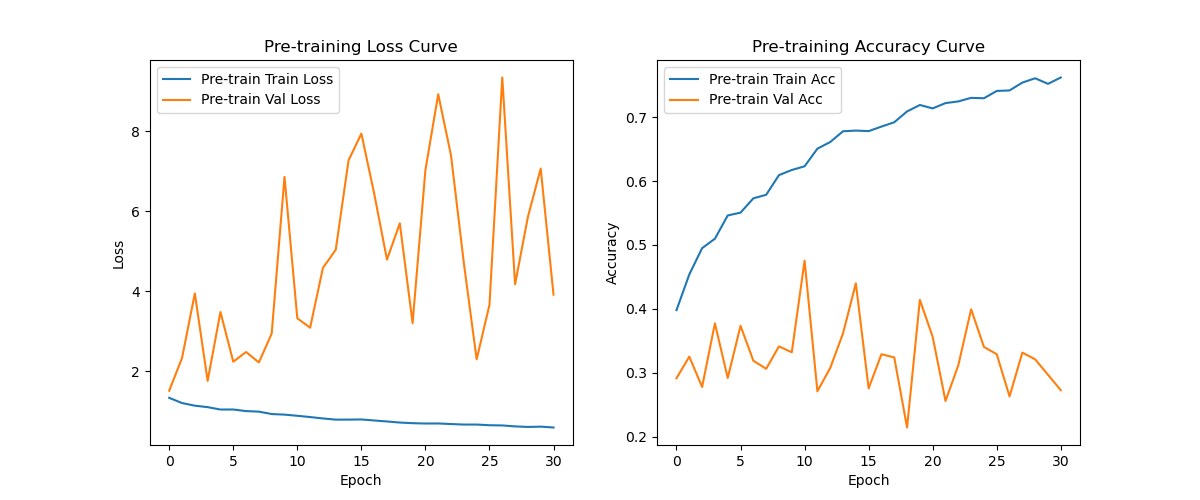 Pre-training Loss Curve
Pre-train Train Loss
Pre-train Val Loss
Loss
8
6
4
2
0
5
10
15
20
25
30
Epoch
Pre-training Accuracy Curve
Pre-train Train Acc
Pre-train Val Acc
Accuracy
0.7
0.6
0.5
0.4
0.3
0.2
0
5
10
15
20
25
30
Epoch